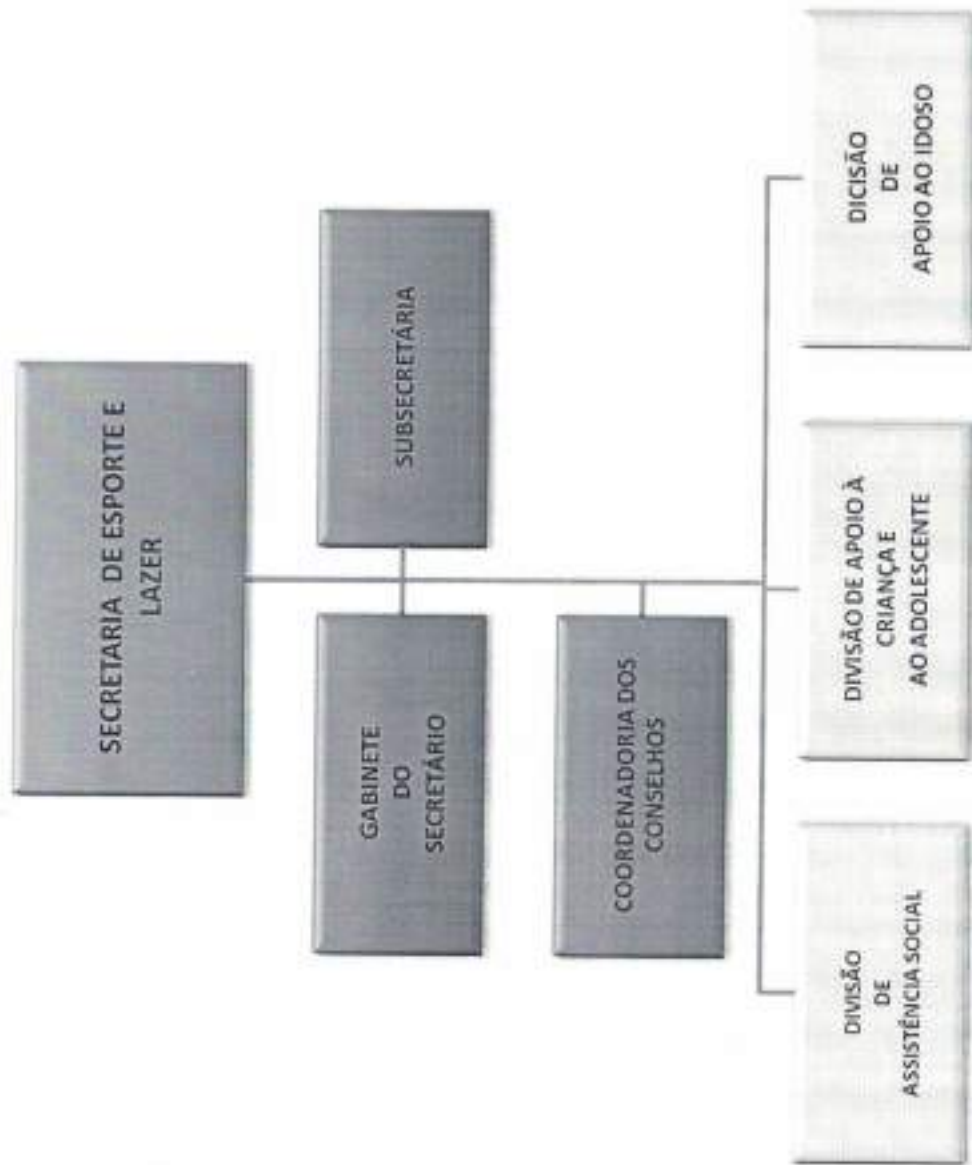 SECRETARIA DE ESPORTE E
LAZER
GABINETE
DO
SECRETÁRIO
SUBSECRETÁRIA
COORDENADORIA DOS
CONSELHOS
DIVISÃO
DE
ASSISTÊNCIA SOCIAL
DIVISÃO DE APOIO À
CRIANÇA E
AO ADOLESCENTE
DICISÃO
DE
APOIO AO IDOSO